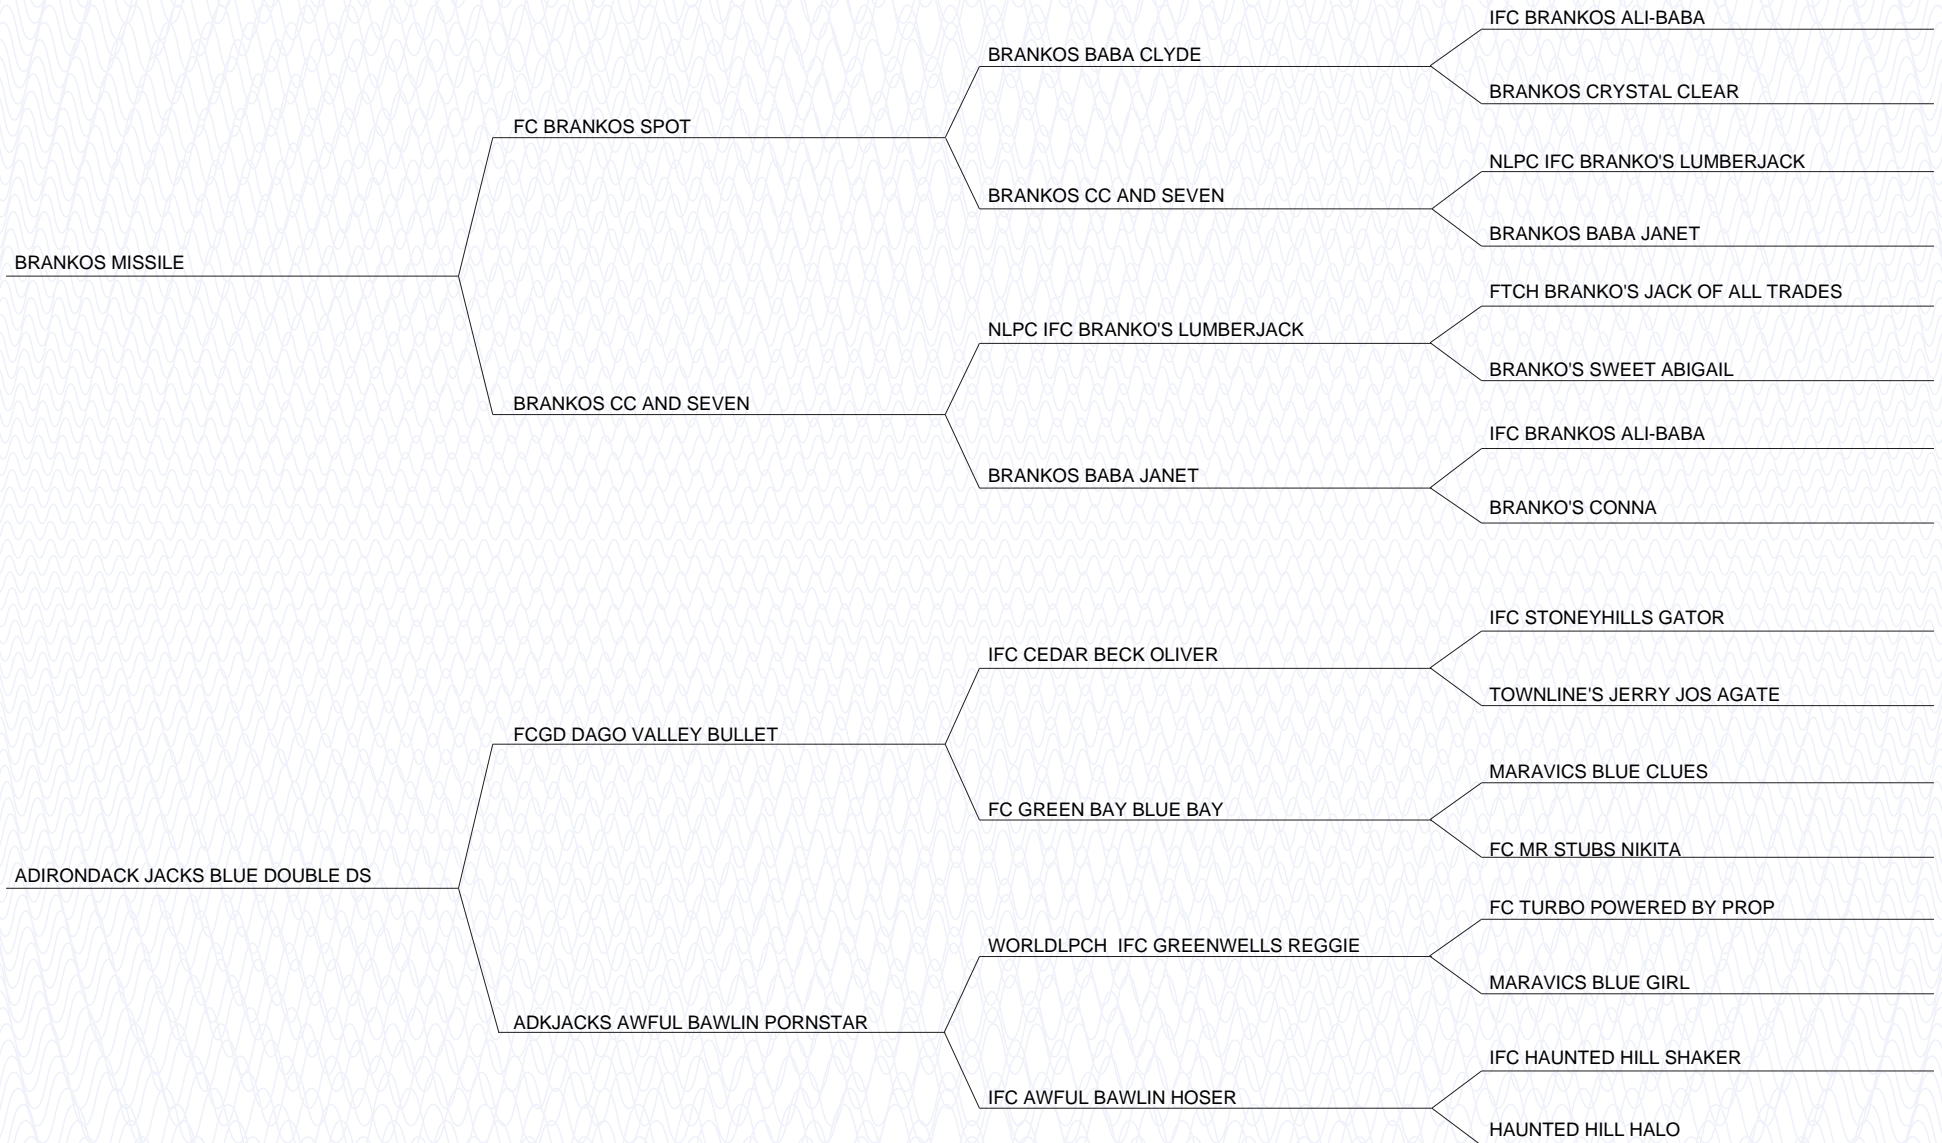 IFC BRANKOS ALI-BABA
BRANKOS BABA CLYDE
BRANKOS CRYSTAL CLEAR
FC BRANKOS SPOT
NLPC IFC BRANKO'S LUMBERJACK
BRANKOS CC AND SEVEN
BRANKOS BABA JANET
BRANKOS MISSILE
FTCH BRANKO'S JACK OF ALL TRADES
NLPC IFC BRANKO'S LUMBERJACK
BRANKO'S SWEET ABIGAIL
BRANKOS CC AND SEVEN
IFC BRANKOS ALI-BABA
BRANKOS BABA JANET
BRANKO'S CONNA
IFC STONEYHILLS GATOR
IFC CEDAR BECK OLIVER
TOWNLINE'S JERRY JOS AGATE
FCGD DAGO VALLEY BULLET
MARAVICS BLUE CLUES
FC GREEN BAY BLUE BAY
FC MR STUBS NIKITA
ADIRONDACK JACKS BLUE DOUBLE DS
FC TURBO POWERED BY PROP
WORLDLPCH  IFC GREENWELLS REGGIE
MARAVICS BLUE GIRL
ADKJACKS AWFUL BAWLIN PORNSTAR
IFC HAUNTED HILL SHAKER
IFC AWFUL BAWLIN HOSER
HAUNTED HILL HALO